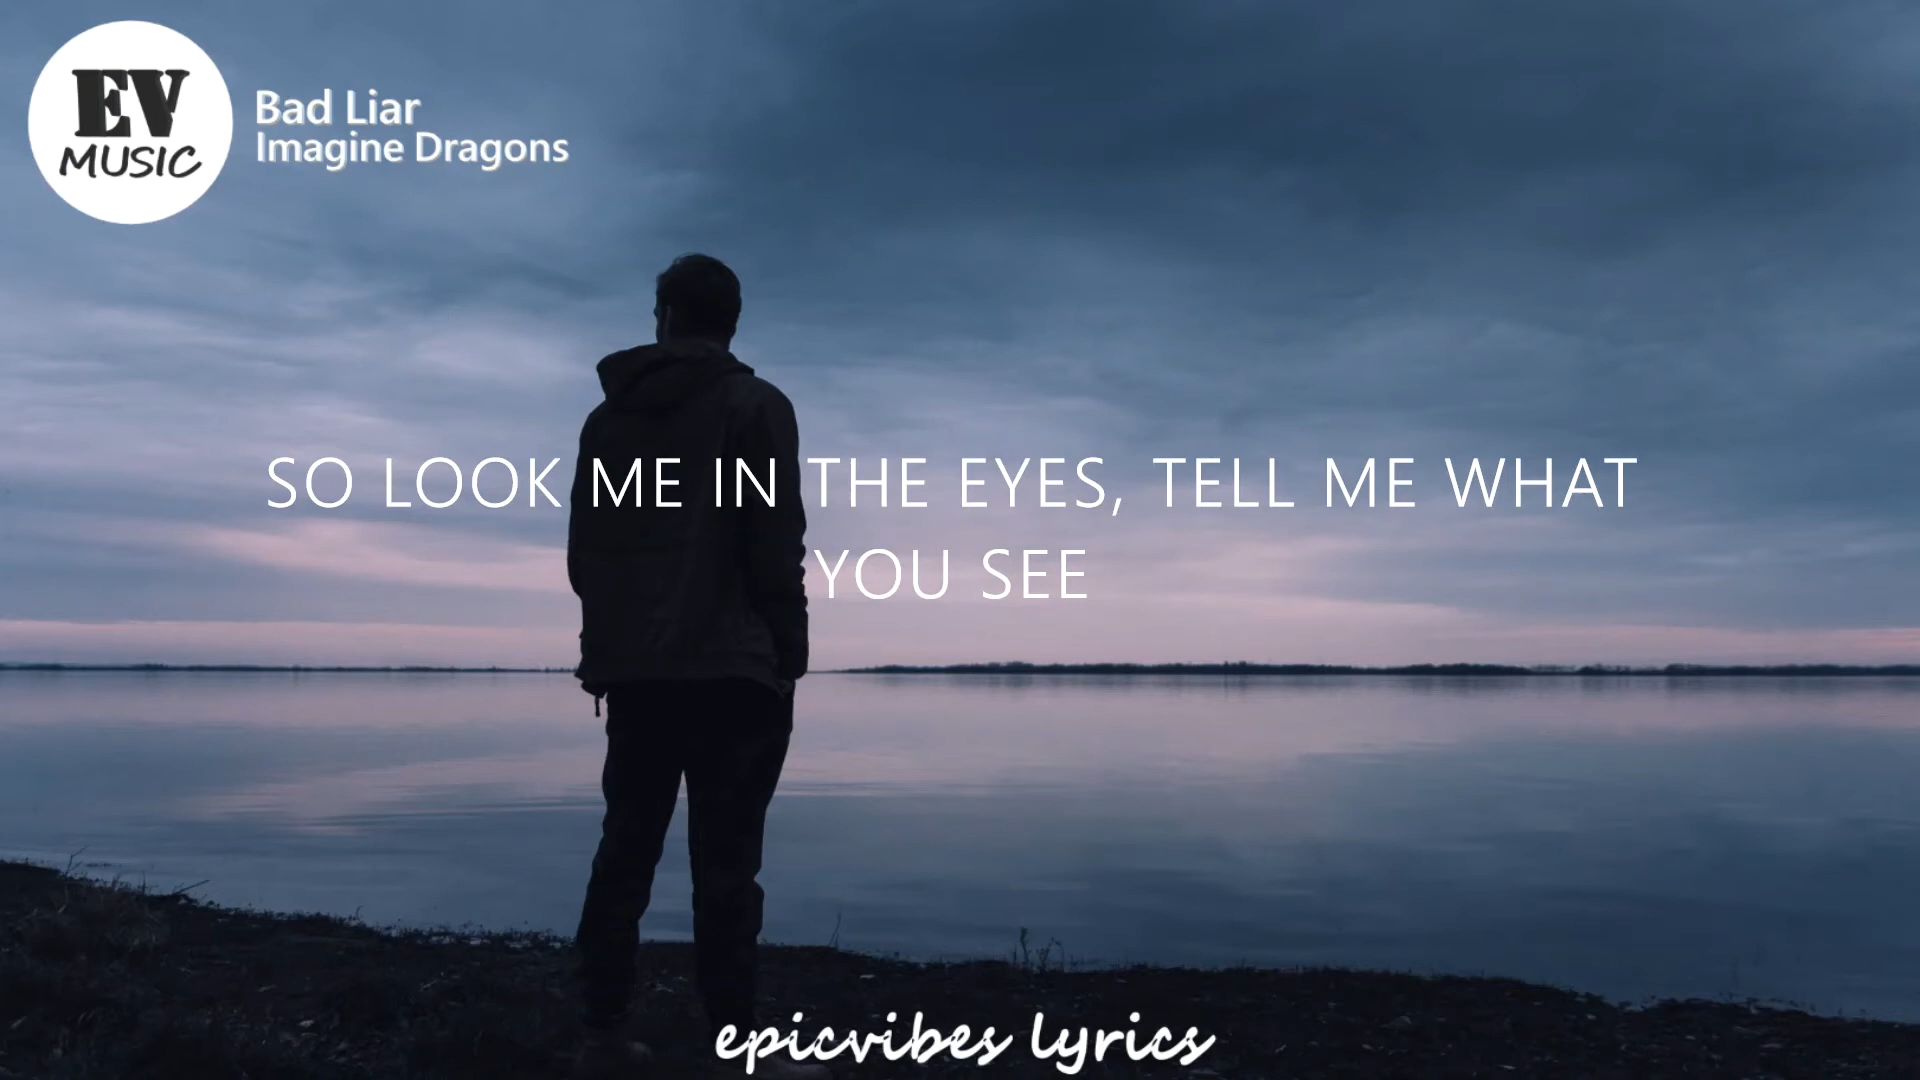 EV
MUSIC
Bad Liar
Imagine Dragons
SO LOOK ME IN THE EYES, TELL ME WHAT
YOU SEE
epicvibes lyrics